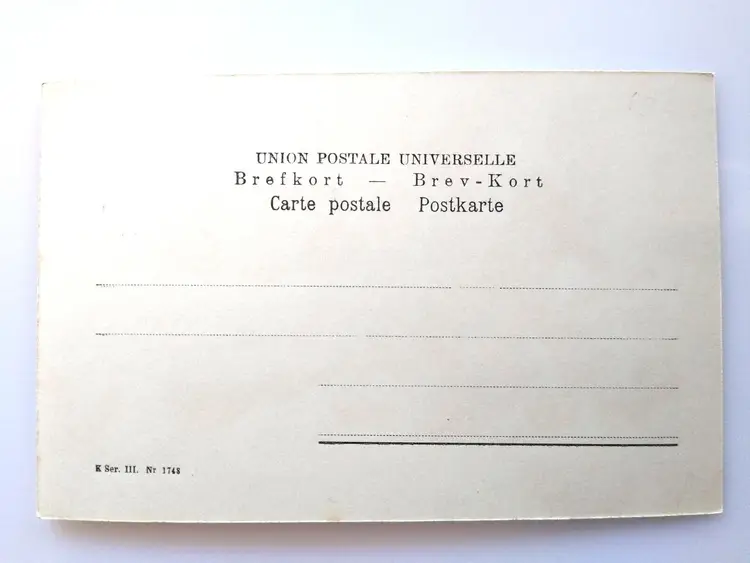 UNION POSTALE UNIVERSELLE
Brefkort — Brev-Kort
Carte postale Postkarte
K Ser. III. Nr 1748